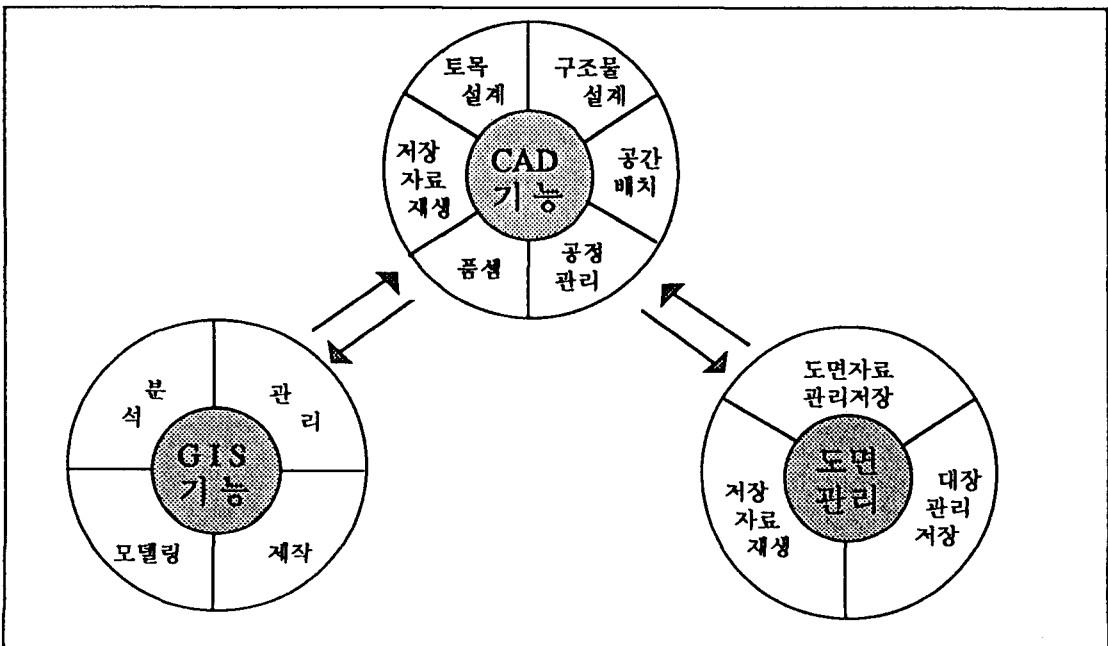 토목
설계
구조물
설계
저장
자료
재생
CAD
기능
공간
배치
품셈
공정
관리
분
석
관
리
GIS
기능
모델링
제작
도면자료
관리저장
도면
관리
저장
자료
재생
대장
관리
저장